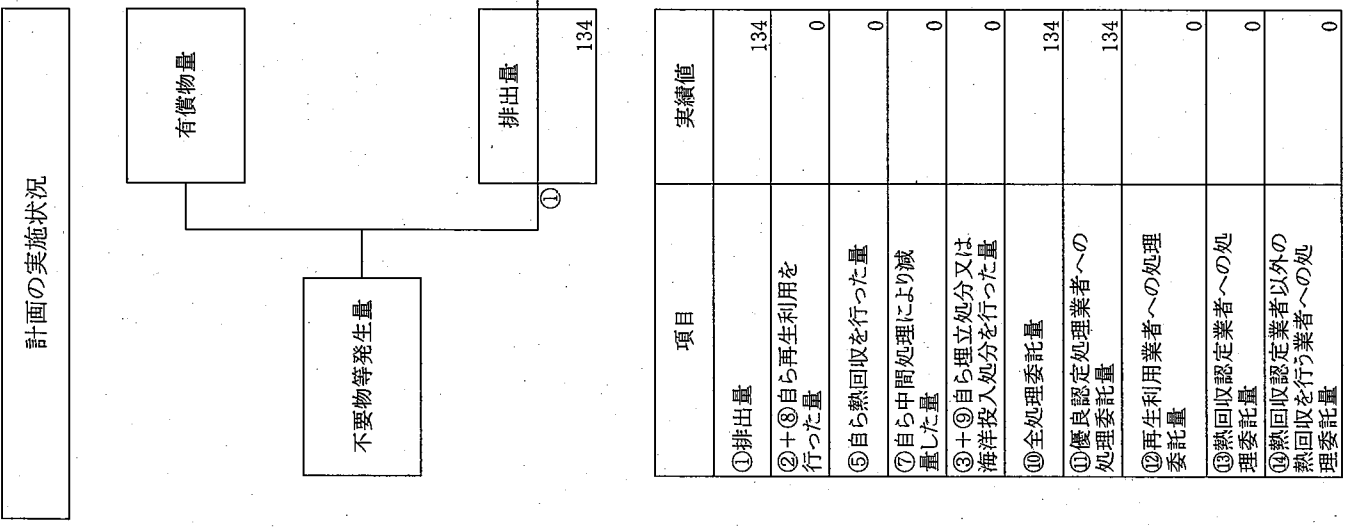 計画の実施状況
有償物量
不要物等発生量
排出量
①
134
項目
実績値
①排出量
134
②+⑧自ら再生利用を
行った量
0
⑤自ら熱回収を行った量
0
⑦自ら中間処理により減
量した量
0
③+⑨自ら埋立処分又は
海洋投入処分を行った量
0
⑩全処理委託量
134
⑪優良認定処理業者への
処理委託量
134
⑫再生利用業者への処理
委託量
0
⑬熱回収認定業者への処
理委託量
0
⑭熱回収認定業者以外の
熱回収を行う業者への処
理委託量
0